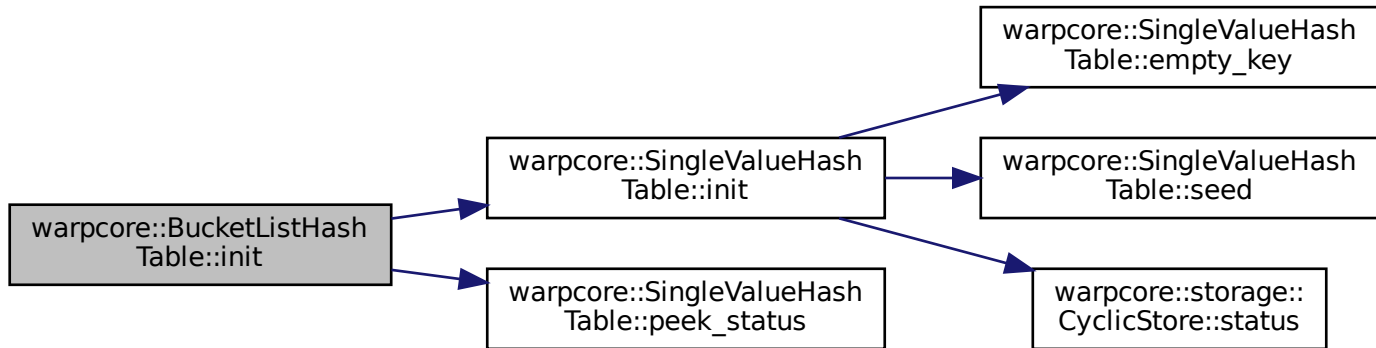 warpcore::BucketListHash
Table::init
warpcore::SingleValueHash
Table::init
warpcore::SingleValueHash
Table::peek_status
warpcore::SingleValueHash
Table::empty_key
warpcore::SingleValueHash
Table::seed
warpcore::storage::
CyclicStore::status